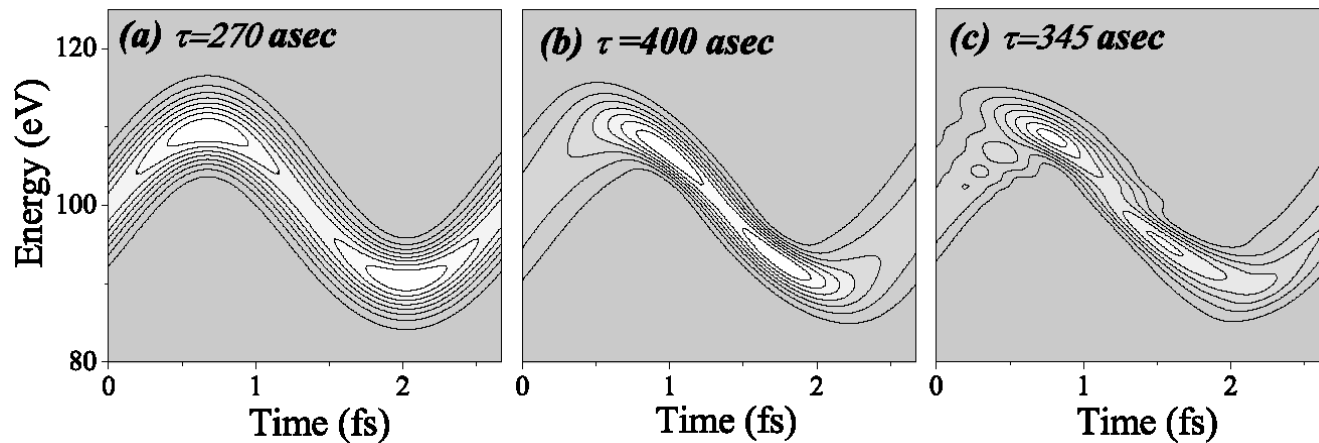 (a) τ=270 asec
(b) τ =400 asec
(c) τ=345 asec
Energy (eV)
120
100
80
0 1 2
0 1 2
0 1 2
Time (fs)
Time (fs)
Time (fs)